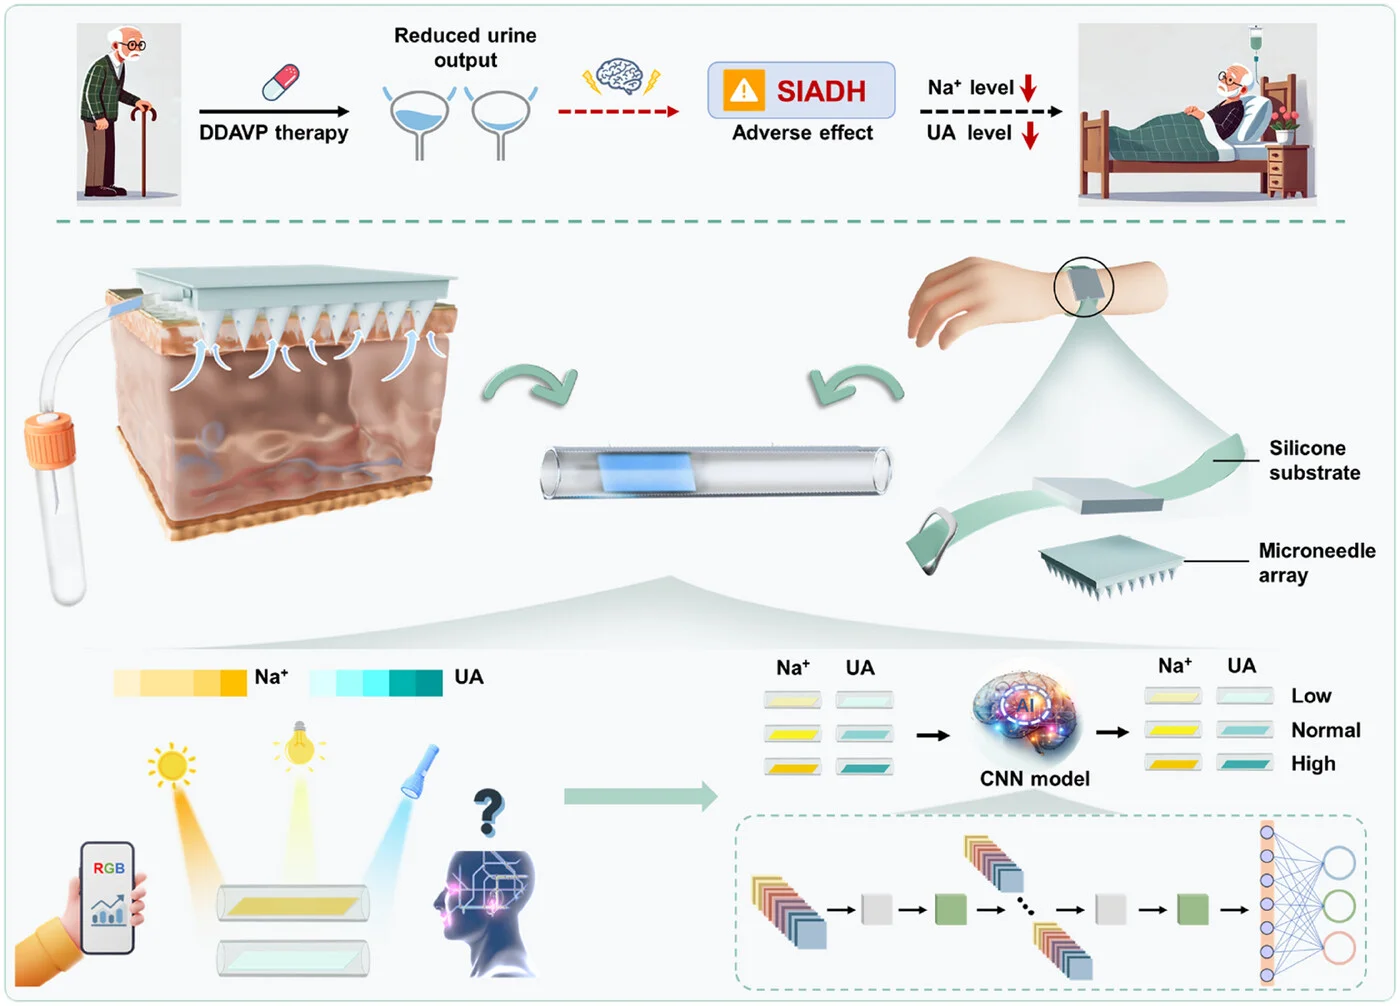 Reduced urine
output
DDAVP therapy
SIADH
Adverse effect
Na⁺ level
UA level
Silicone
substrate
Microneedle
array
Na⁺
UA
Na⁺ UA
AI
CNN model
Na⁺ UA
Low
Normal
High
RGB
?